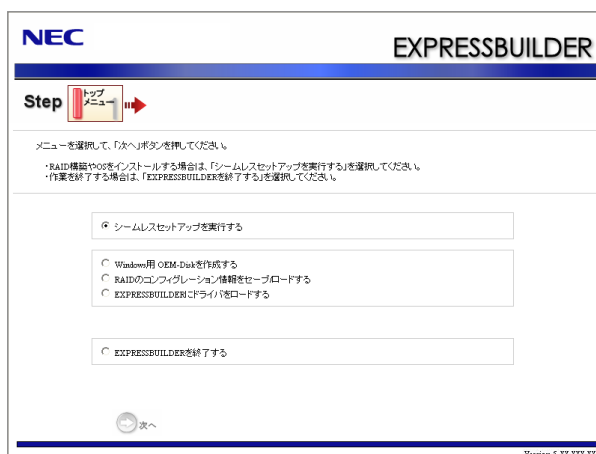 NEC
EXPRESSBUILDER
Step
トップ
メニュー
メニューを選択して、「次へ」ボタンを押してください。
・RAID構築やOSをインストールする場合は、「シームレスセットアップを実行する」を選択してください。
・作業を終了する場合は、「EXPRESSBUILDERを終了する」を選択してください。
シームレスセットアップを実行する
Windows用 OEM-Diskを作成する
RAIDのコンフィグレーション情報をセーブ/ロードする
EXPRESSBUILDERにドライバをロードする
EXPRESSBUILDERを終了する
次へ